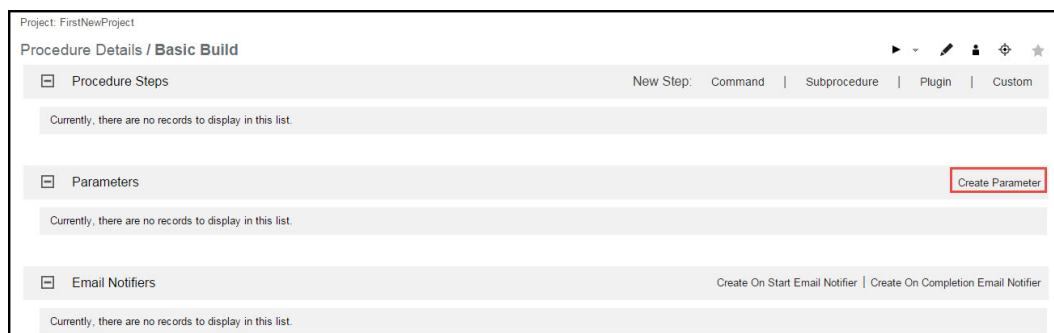 Project: FirstNewProject
Procedure Details / Basic Build
Procedure Steps New Step: Command | Subprocedure | Plugin | Custom
Currently, there are no records to display in this list.
Parameters Create Parameter
Currently, there are no records to display in this list.
Email Notifiers Create On Start Email Notifier | Create On Completion Email Notifier
Currently, there are no records to display in this list.